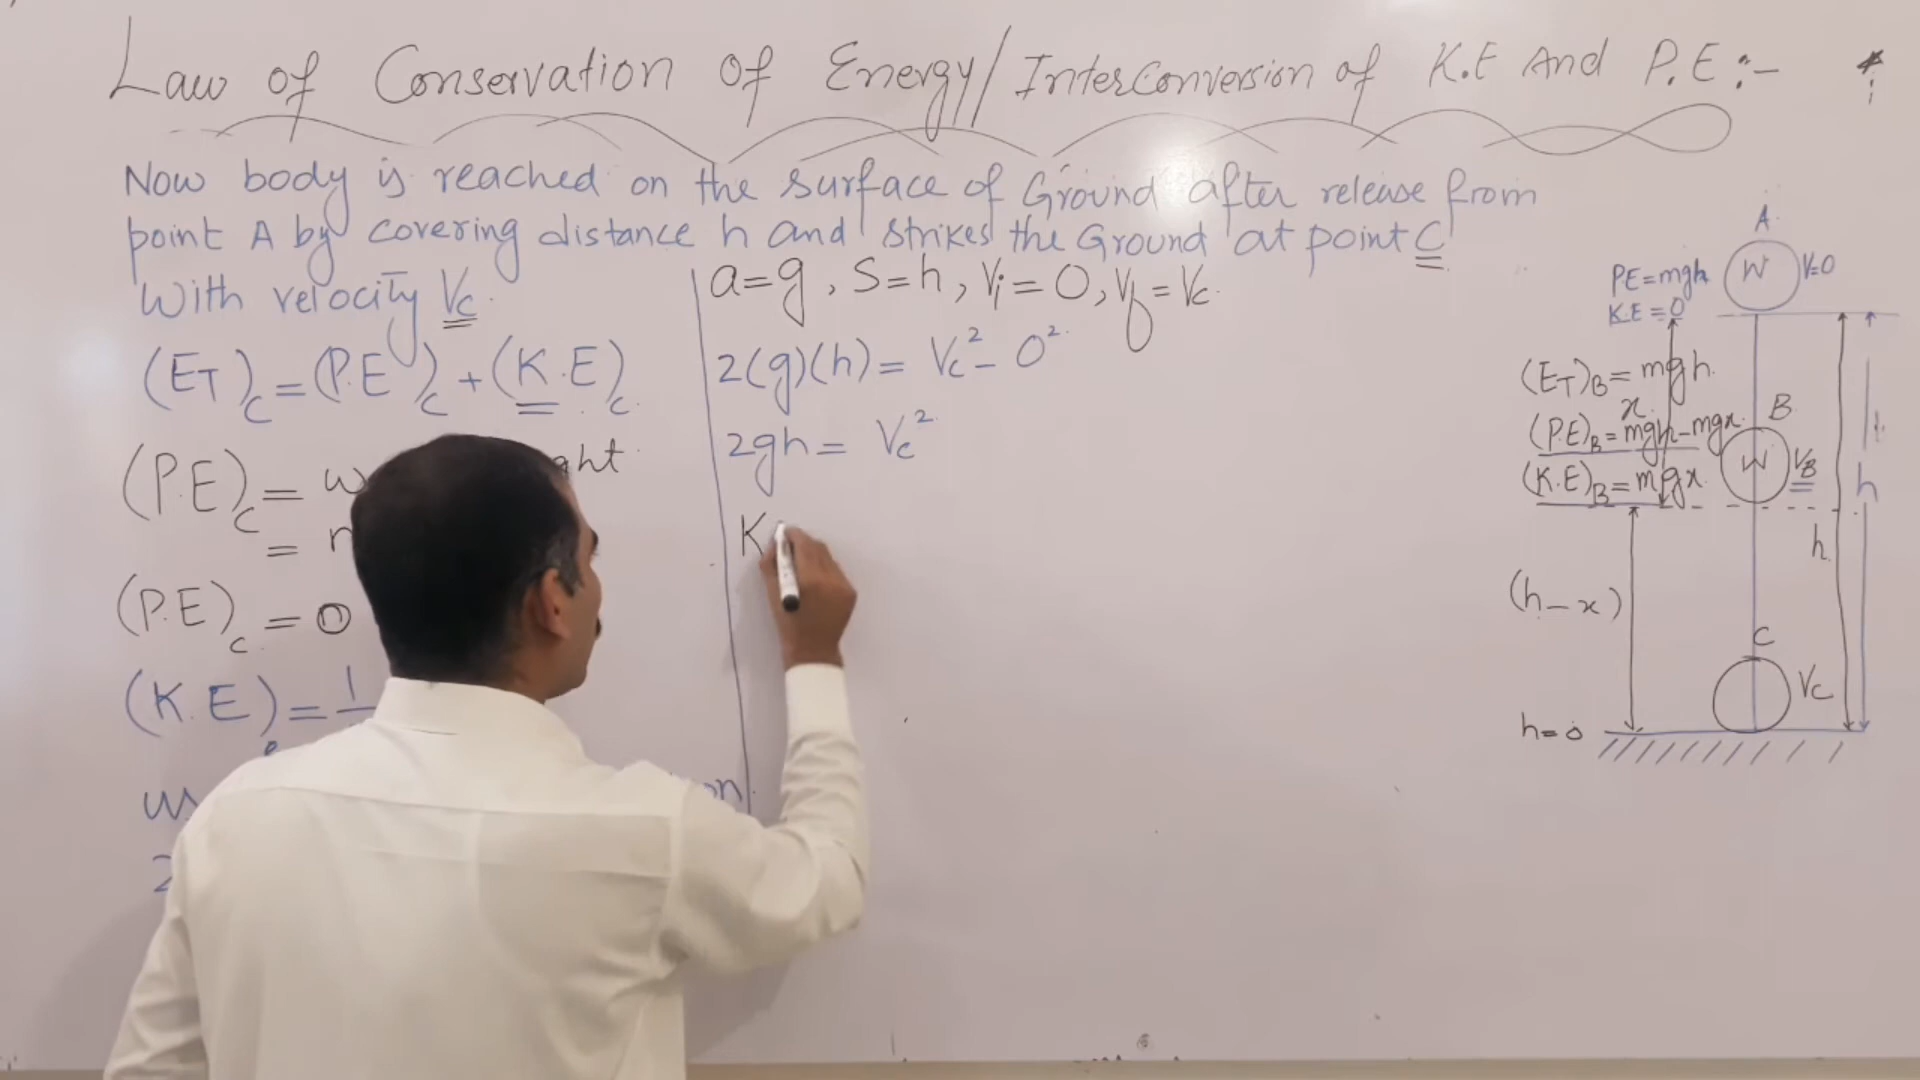 Law of Conservation Of Energy/Interconversion of K.E And P.E:-
Now body is reached on the surface of Ground after release from
point A by covering distance h and strikes the Ground at point C
With velocity Vc.
(ET)c = (P.E)c + (K.E)c
(P.E)c = 
= 
(P.E)c = 0
(K.E) = 1
2
a=g, S=h, Vi=0, Vf=Vc.
2(g)(h) = Vc² - 0²
2gh = Vc²
K
A
PE=mgh
W
V=0
K.E=0
(ET)B=mgh.
x
B
(P.E)B=mgh-mgx.
W
VB
(K.E)B=mgx.
h
h
(h-x)
C
Vc
h=0